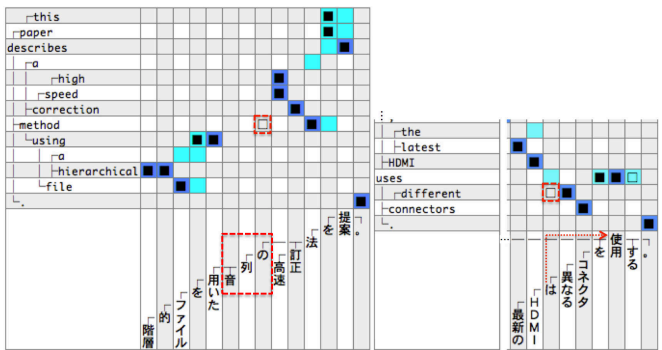 this
paper
describes
a
high
speed
correction
method
using
a
hierarchical
file
.
階層
的
ファイル
を
用いた
音
列
の
高速
訂正
法
を
提案
。
,
the
latest
HDMI
uses
different
connectors
.
最新の
HDMI
は
異なる
コネクタ
を
使用
する
。